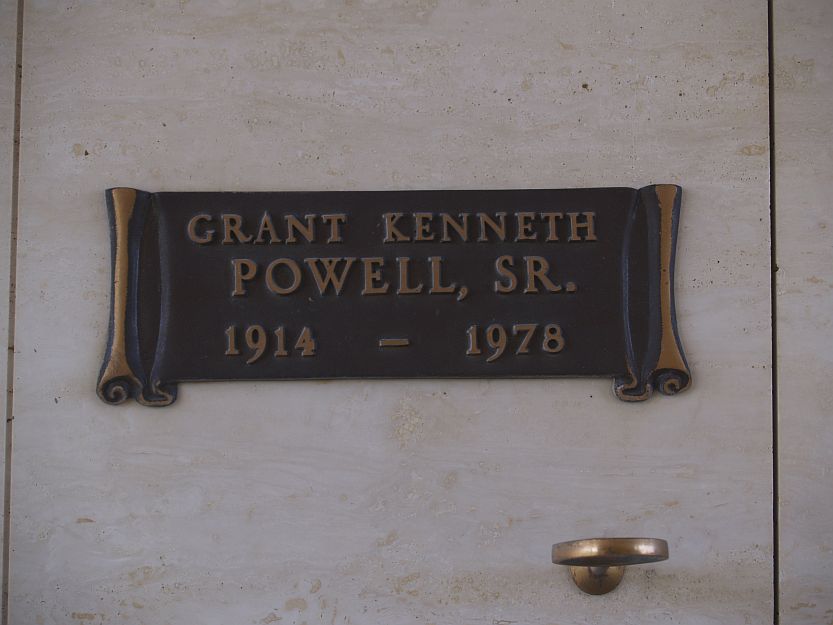 GRANT KENNETH
POWELL, SR.
1914 – 1978